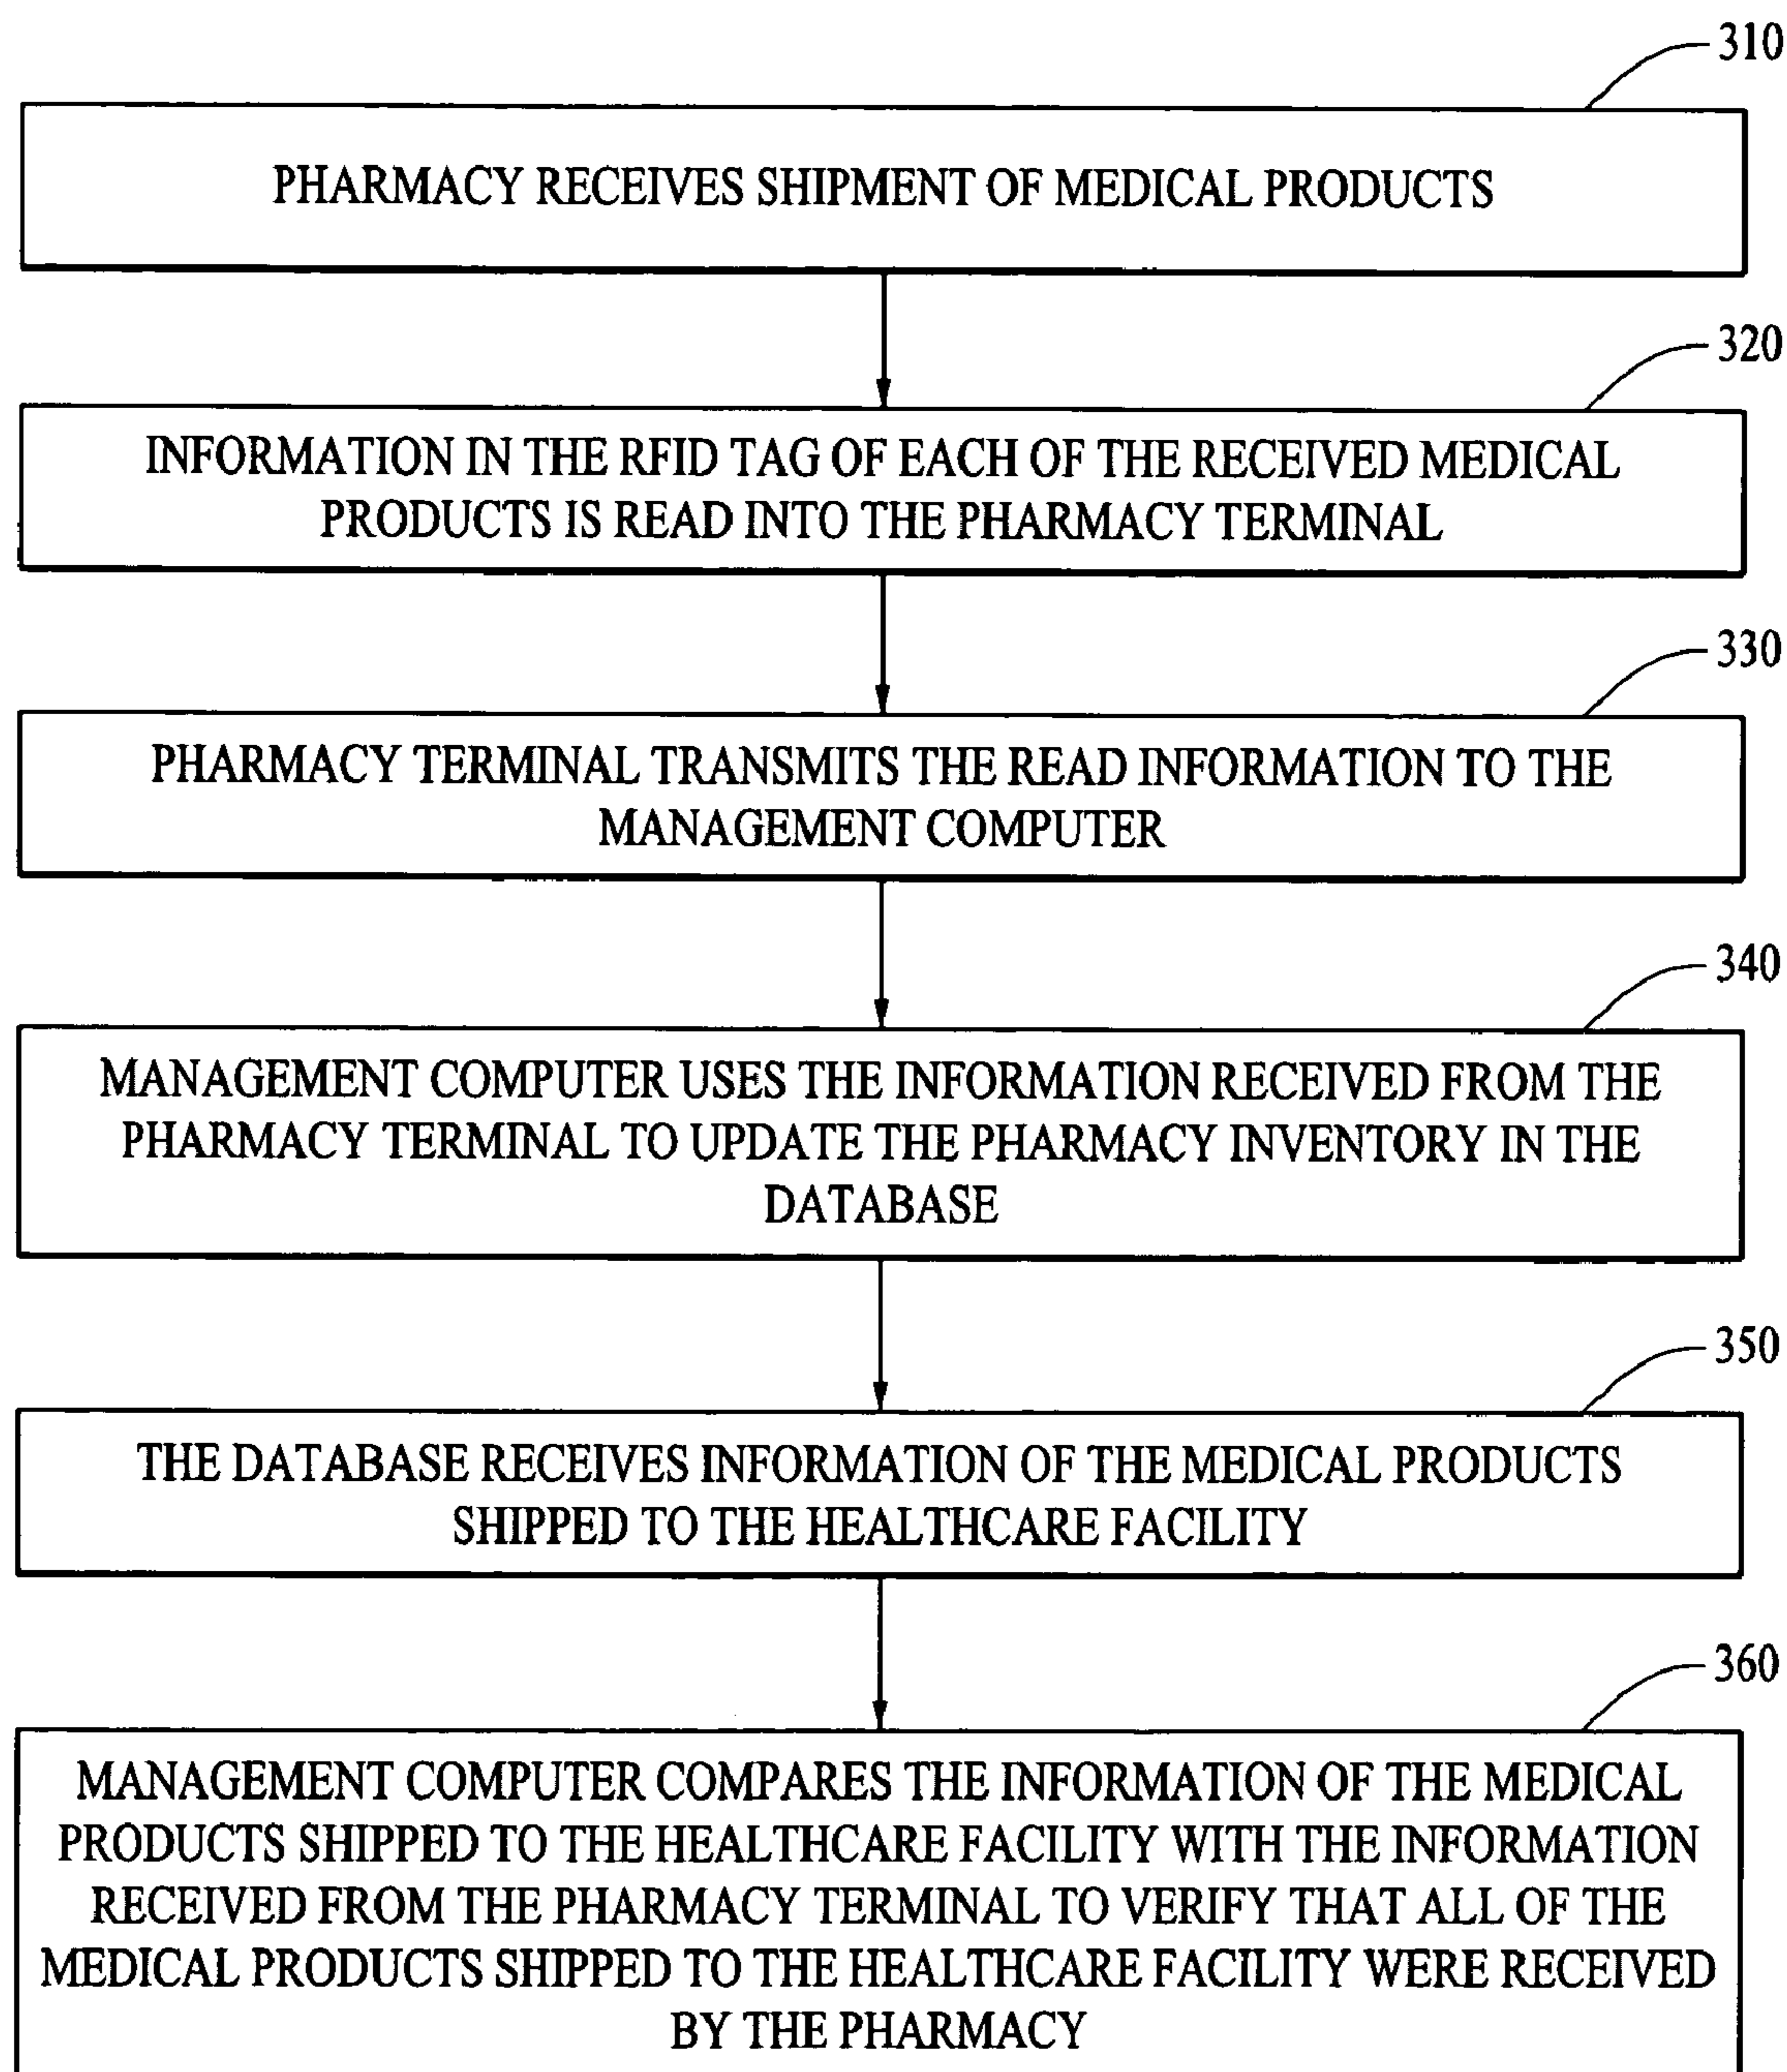 310
PHARMACY RECEIVES SHIPMENT OF MEDICAL PRODUCTS
320
INFORMATION IN THE RFID TAG OF EACH OF THE RECEIVED MEDICAL
PRODUCTS IS READ INTO THE PHARMACY TERMINAL
330
PHARMACY TERMINAL TRANSMITS THE READ INFORMATION TO THE
MANAGEMENT COMPUTER
340
MANAGEMENT COMPUTER USES THE INFORMATION RECEIVED FROM THE
PHARMACY TERMINAL TO UPDATE THE PHARMACY INVENTORY IN THE
DATABASE
350
THE DATABASE RECEIVES INFORMATION OF THE MEDICAL PRODUCTS
SHIPPED TO THE HEALTHCARE FACILITY
360
MANAGEMENT COMPUTER COMPARES THE INFORMATION OF THE MEDICAL
PRODUCTS SHIPPED TO THE HEALTHCARE FACILITY WITH THE INFORMATION
RECEIVED FROM THE PHARMACY TERMINAL TO VERIFY THAT ALL OF THE
MEDICAL PRODUCTS SHIPPED TO THE HEALTHCARE FACILITY WERE RECEIVED
BY THE PHARMACY